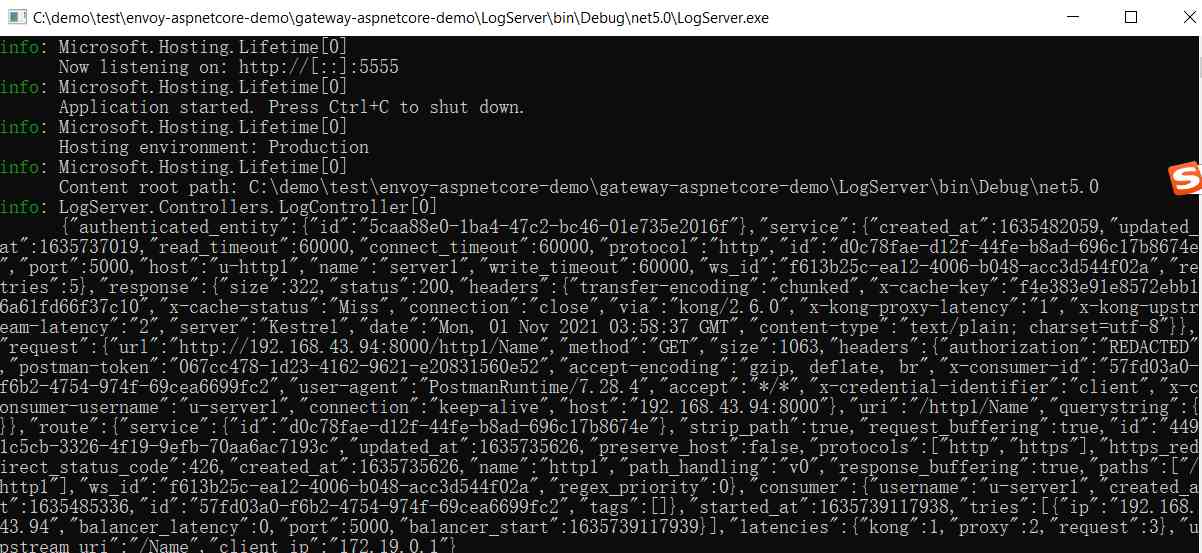 C:\demo\test\envoy-aspnetcore-demo\gateway-aspnetcore-demo\LogServer\bin\Debug\net5.0\LogServer.exe
info: Microsoft.Hosting.Lifetime[0]
Now listening on: http://[::]:5555
info: Microsoft.Hosting.Lifetime[0]
Application started. Press Ctrl+C to shut down.
info: Microsoft.Hosting.Lifetime[0]
Hosting environment: Production
info: Microsoft.Hosting.Lifetime[0]
Content root path: C:\demo\test\envoy-aspnetcore-demo\gateway-aspnetcore-demo\LogServer\bin\Debug\net5.0
info: LogServer.Controllers.LogController[0]
{"authenticated_entity":{"id":"5caa88e0-1ba4-47c2-bc46-01e735e2016f"},"service":{"created_at":1635482059,"updated_
at":1635737019,"read_timeout":60000,"connect_timeout":60000,"protocol":"http","id":"d0c78fae-d12f-44fe-b8ad-696c17b8674e
","port":5000,"host":"u-http1","name":"server1","write_timeout":60000,"ws_id":"f613b25c-ea12-4006-b048-acc3d544f02a","re
tries":5},"response":{"size":322,"status":200,"headers":{"transfer-encoding":"chunked","x-cache-key":"f4e383e91e8572ebb1
6a61fd66f37c10","x-cache-status":"Miss","connection":"close","via":"kong/2.6.0","x-kong-proxy-latency":"1","x-kong-upstr
eam-latency":"2","server":"Kestrel","date":"Mon, 01 Nov 2021 03:58:37 GMT","content-type":"text/plain; charset=utf-8"}},
"request":{"url":"http://192.168.43.94:8000/http1/Name","method":"GET","size":1063,"headers":{"authorization":"REDACTED"
,"postman-token":"067cc478-1d23-4162-9621-e20831560e52","accept-encoding":"gzip, deflate, br","x-consumer-id":"57fd03a0-
f6b2-4754-974f-69cea6699fc2","user-agent":"PostmanRuntime/7.28.4","accept":"*/*","x-credential-identifier":"client","x-c
onsumer-username":"u-server1","connection":"keep-alive","host":"192.168.43.94:8000"},"uri":"/http1/Name","querystring":{
}},"route":{"service":{"id":"d0c78fae-d12f-44fe-b8ad-696c17b8674e"},"strip_path":true,"request_buffering":true,"id":"449
1c5cb-3326-4f19-9efb-70aa6ac7193c","updated_at":1635735626,"preserve_host":false,"protocols":["http","https"],"https_red
irect_status_code":426,"created_at":1635735626,"name":"http1","path_handling":"v0","response_buffering":true,"paths":["/
http1"],"ws_id":"f613b25c-ea12-4006-b048-acc3d544f02a","regex_priority":0},"consumer":{"username":"u-server1","created_a
t":1635485336,"id":"57fd03a0-f6b2-4754-974f-69cea6699fc2","tags":[]},"started_at":1635739117938,"tries":[{"ip":"192.168.
43.94","balancer_latency":0,"port":5000,"balancer_start":1635739117939}],"latencies":{"kong":1,"proxy":2,"request":3},"u
pstream_uri":"/Name","client_ip":"172.19.0.1"}